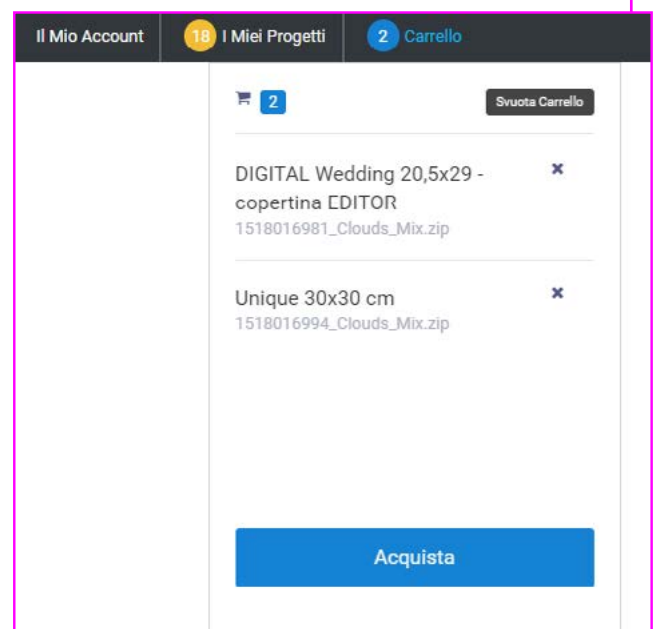 Il Mio Account 18 I Miei Progetti 2 Carrello
2 Svuota Carrello
DIGITAL Wedding 20,5x29 -
copertina EDITOR
1518016981_Clouds_Mix.zip
Unique 30x30 cm
1518016994_Clouds_Mix.zip
Acquista